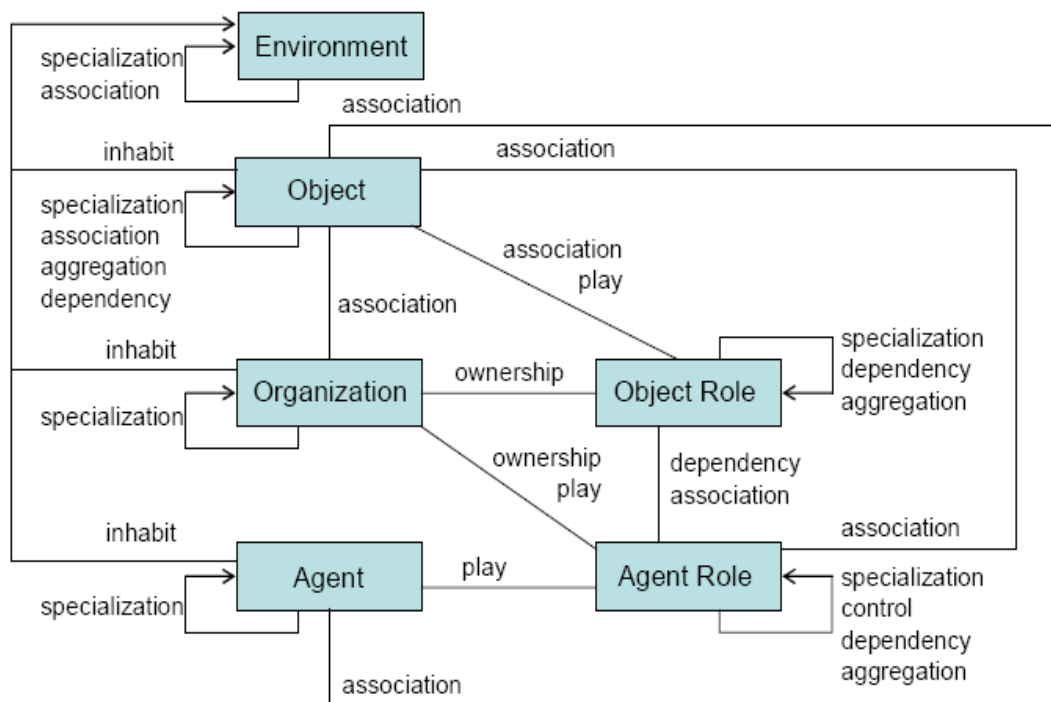 Environment
specialization
association
association
inhabit
association
Object
specialization
association
aggregation
dependency
association
play
association
inhabit
Organization
ownership
Object Role
specialization
dependency
aggregation
specialization
ownership
play
dependency
association
inhabit
association
Agent
play
Agent Role
specialization
specialization
control
dependency
aggregation
association